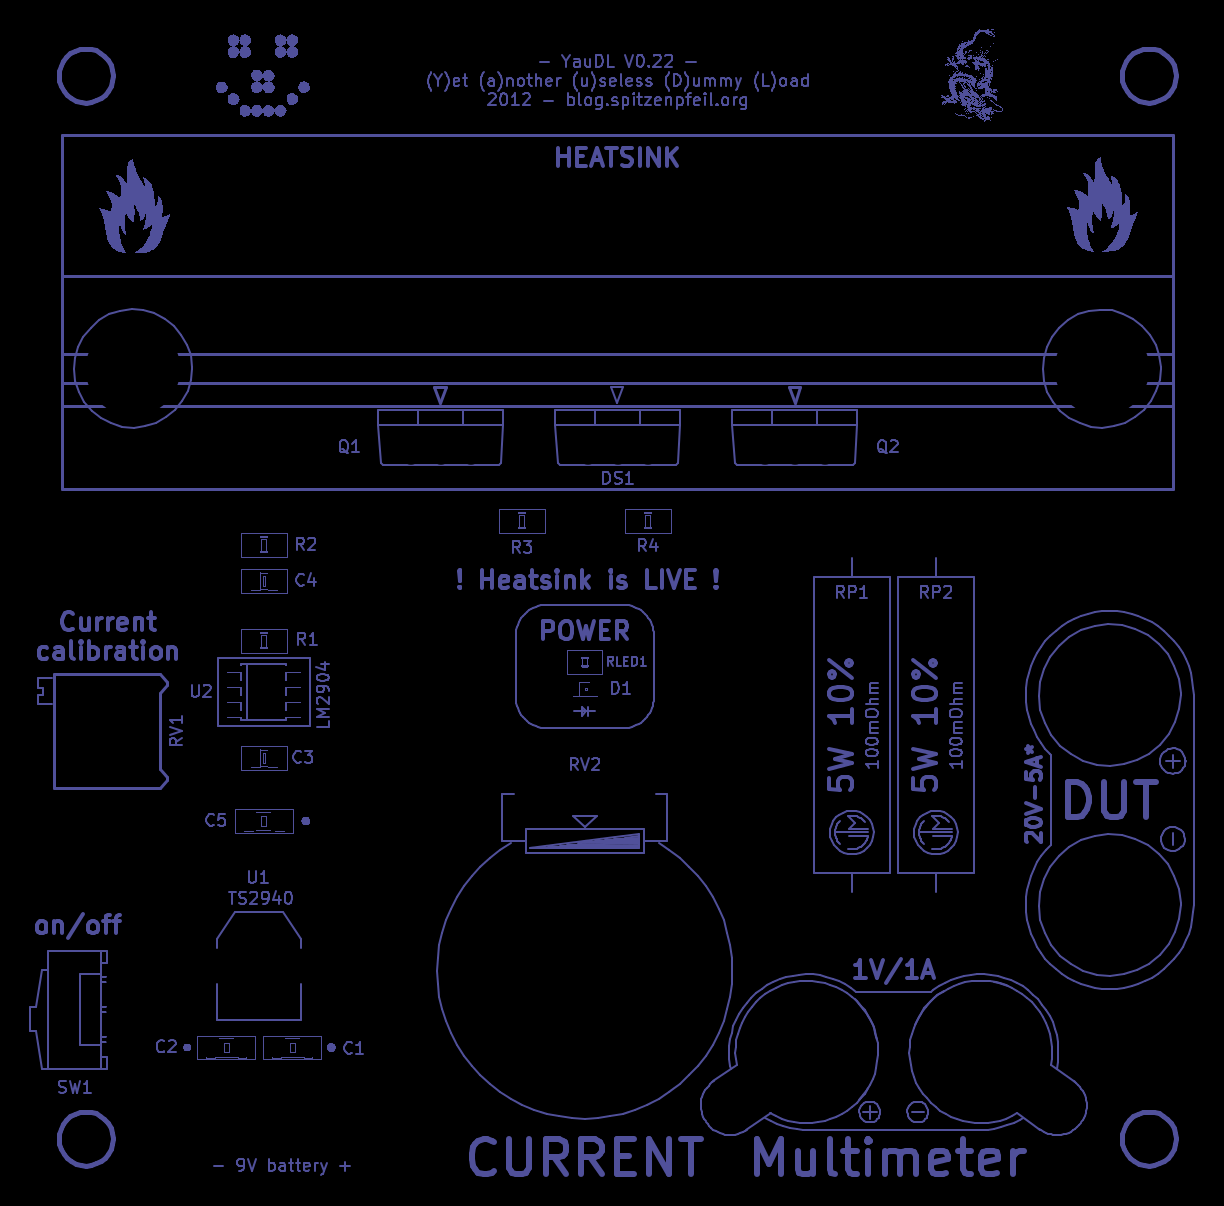 - YauDL V0.22 -
(Y)et (a)nother (u)seless (D)ummy (L)oad
2012 - blog.spitzenpfeil.org
HEATSINK
Q1
Q2
DS1
R3
R4
R2
C4
! Heatsink is LIVE !
Current
calibration
R1
U2
LM2904
RV1
C3
C5
POWER
RLED1
D1
RV2
RP1
RP2
5W 10%
100mOhm
5W 10%
100mOhm
20V-5A*
DUT
+
-
U1
TS2940
on/off
SW1
C2
C1
1V/1A
+
-
- 9V battery +
CURRENT
Multimeter